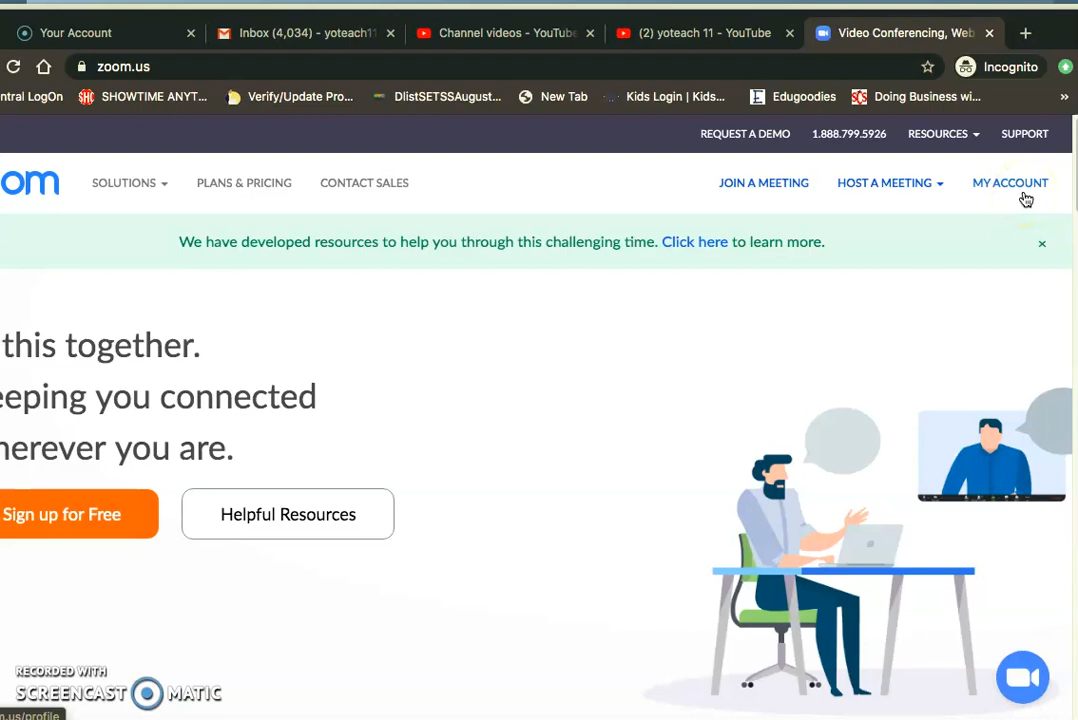 Your Account
Inbox (4,034) - yoteach1
Channel videos - YouTube
(2) yoteach 11 - YouTube
Video Conferencing, Web
zoom.us
Incognito
ntral LogOn
SHOWTIME ANYT...
Verify/Update Pro...
DlistSETSSAugust...
New Tab
Kids Login | Kids...
Edugoodies
Doing Business wi...
»
REQUEST A DEMO
1.888.799.5926
RESOURCES
SUPPORT
om
SOLUTIONS
PLANS & PRICING
CONTACT SALES
JOIN A MEETING
HOST A MEETING
MY ACCOUNT
We have developed resources to help you through this challenging time. Click here to learn more.
this together.
eeping you connected
herever you are.
Sign up for Free
Helpful Resources
RECORDED WITH
SCREENCAST MATIC
m.us/profile